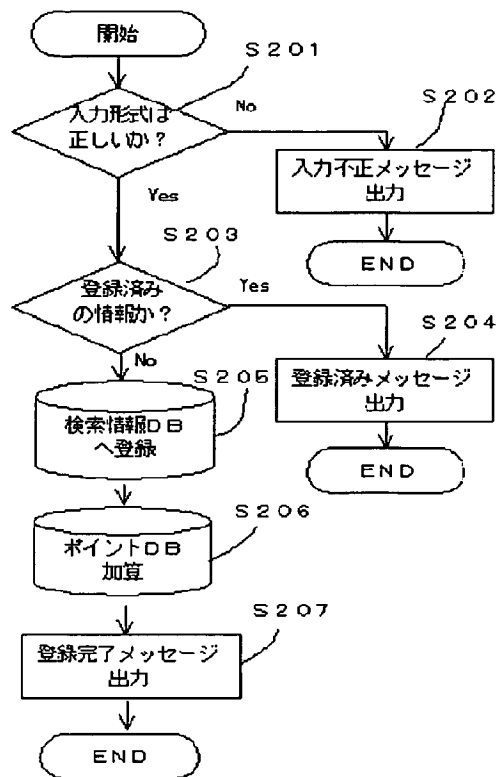 開始
S201
入力形式は
正しいか?
No
S202
入力不正メッセージ
出力
END
Yes
S203
登録済み
の情報か?
Yes
S204
登録済みメッセージ
出力
END
No
S205
検索情報DB
へ登録
S206
ポイントDB
加算
S207
登録完了メッセージ
出力
END